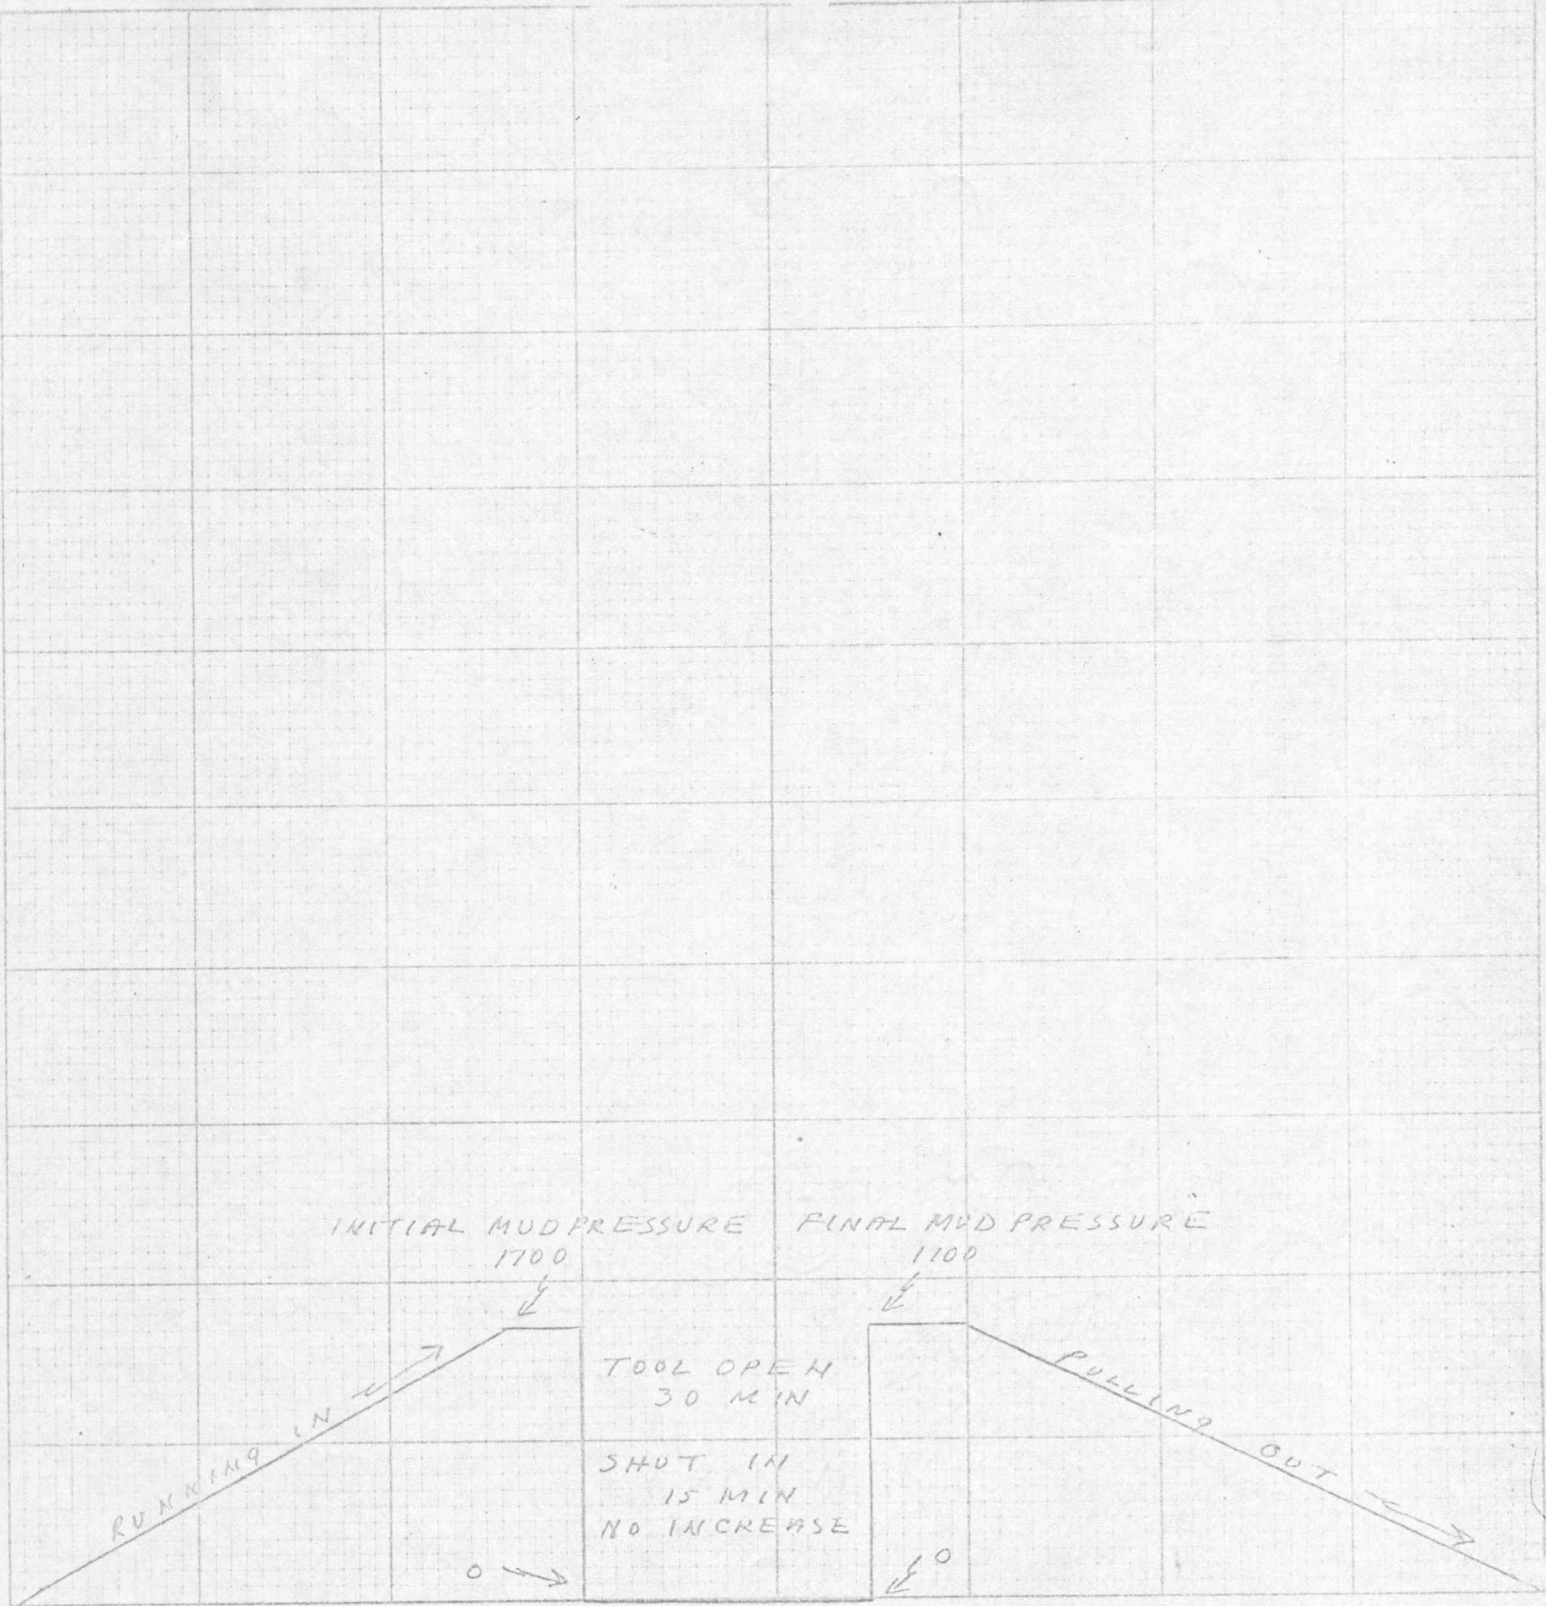 INITIAL MUD PRESSURE
1700
FINAL MUD PRESSURE
1700
RUNNING IN
TOOL OPEN
30 MIN
SHUT IN
15 MIN
NO INCREASE
PULLING OUT
0
0